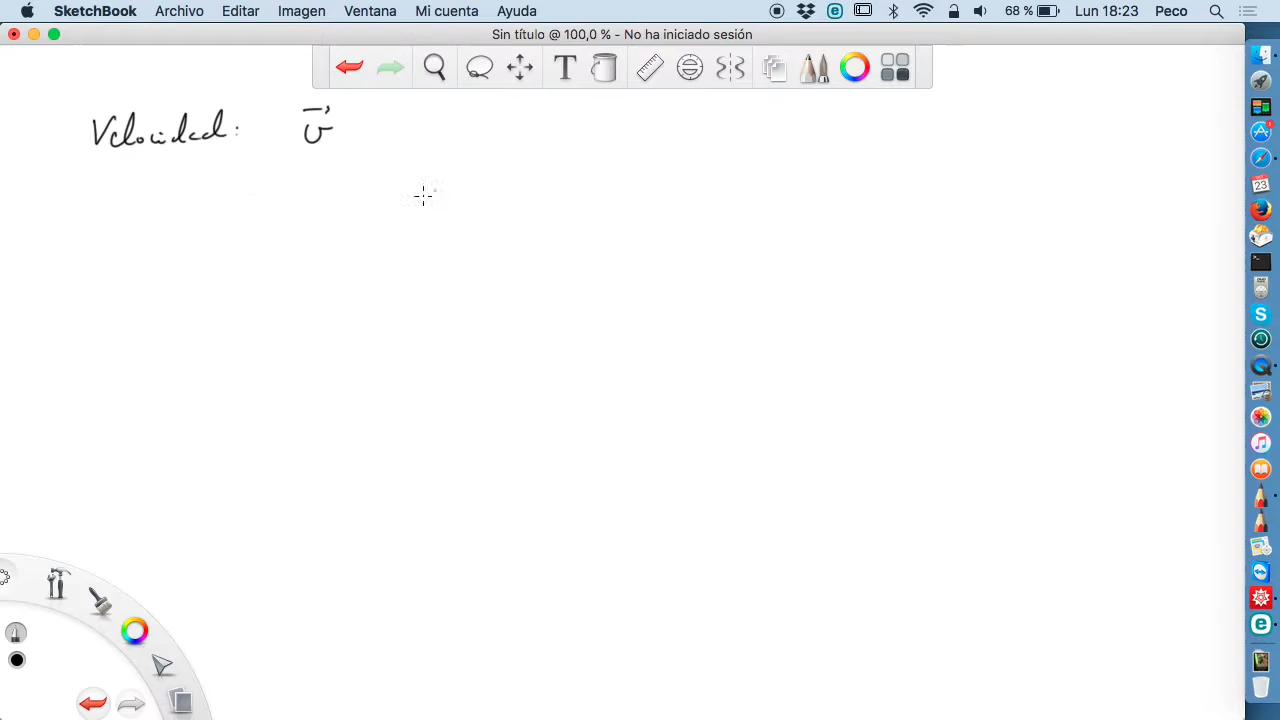 SketchBook Archivo Editar Imagen Ventana Mi cuenta Ayuda 68 % Lun 18:23 Peco
Sin título @ 100,0 % - No ha iniciado sesión
T
Velocidad: v⃗
23
S